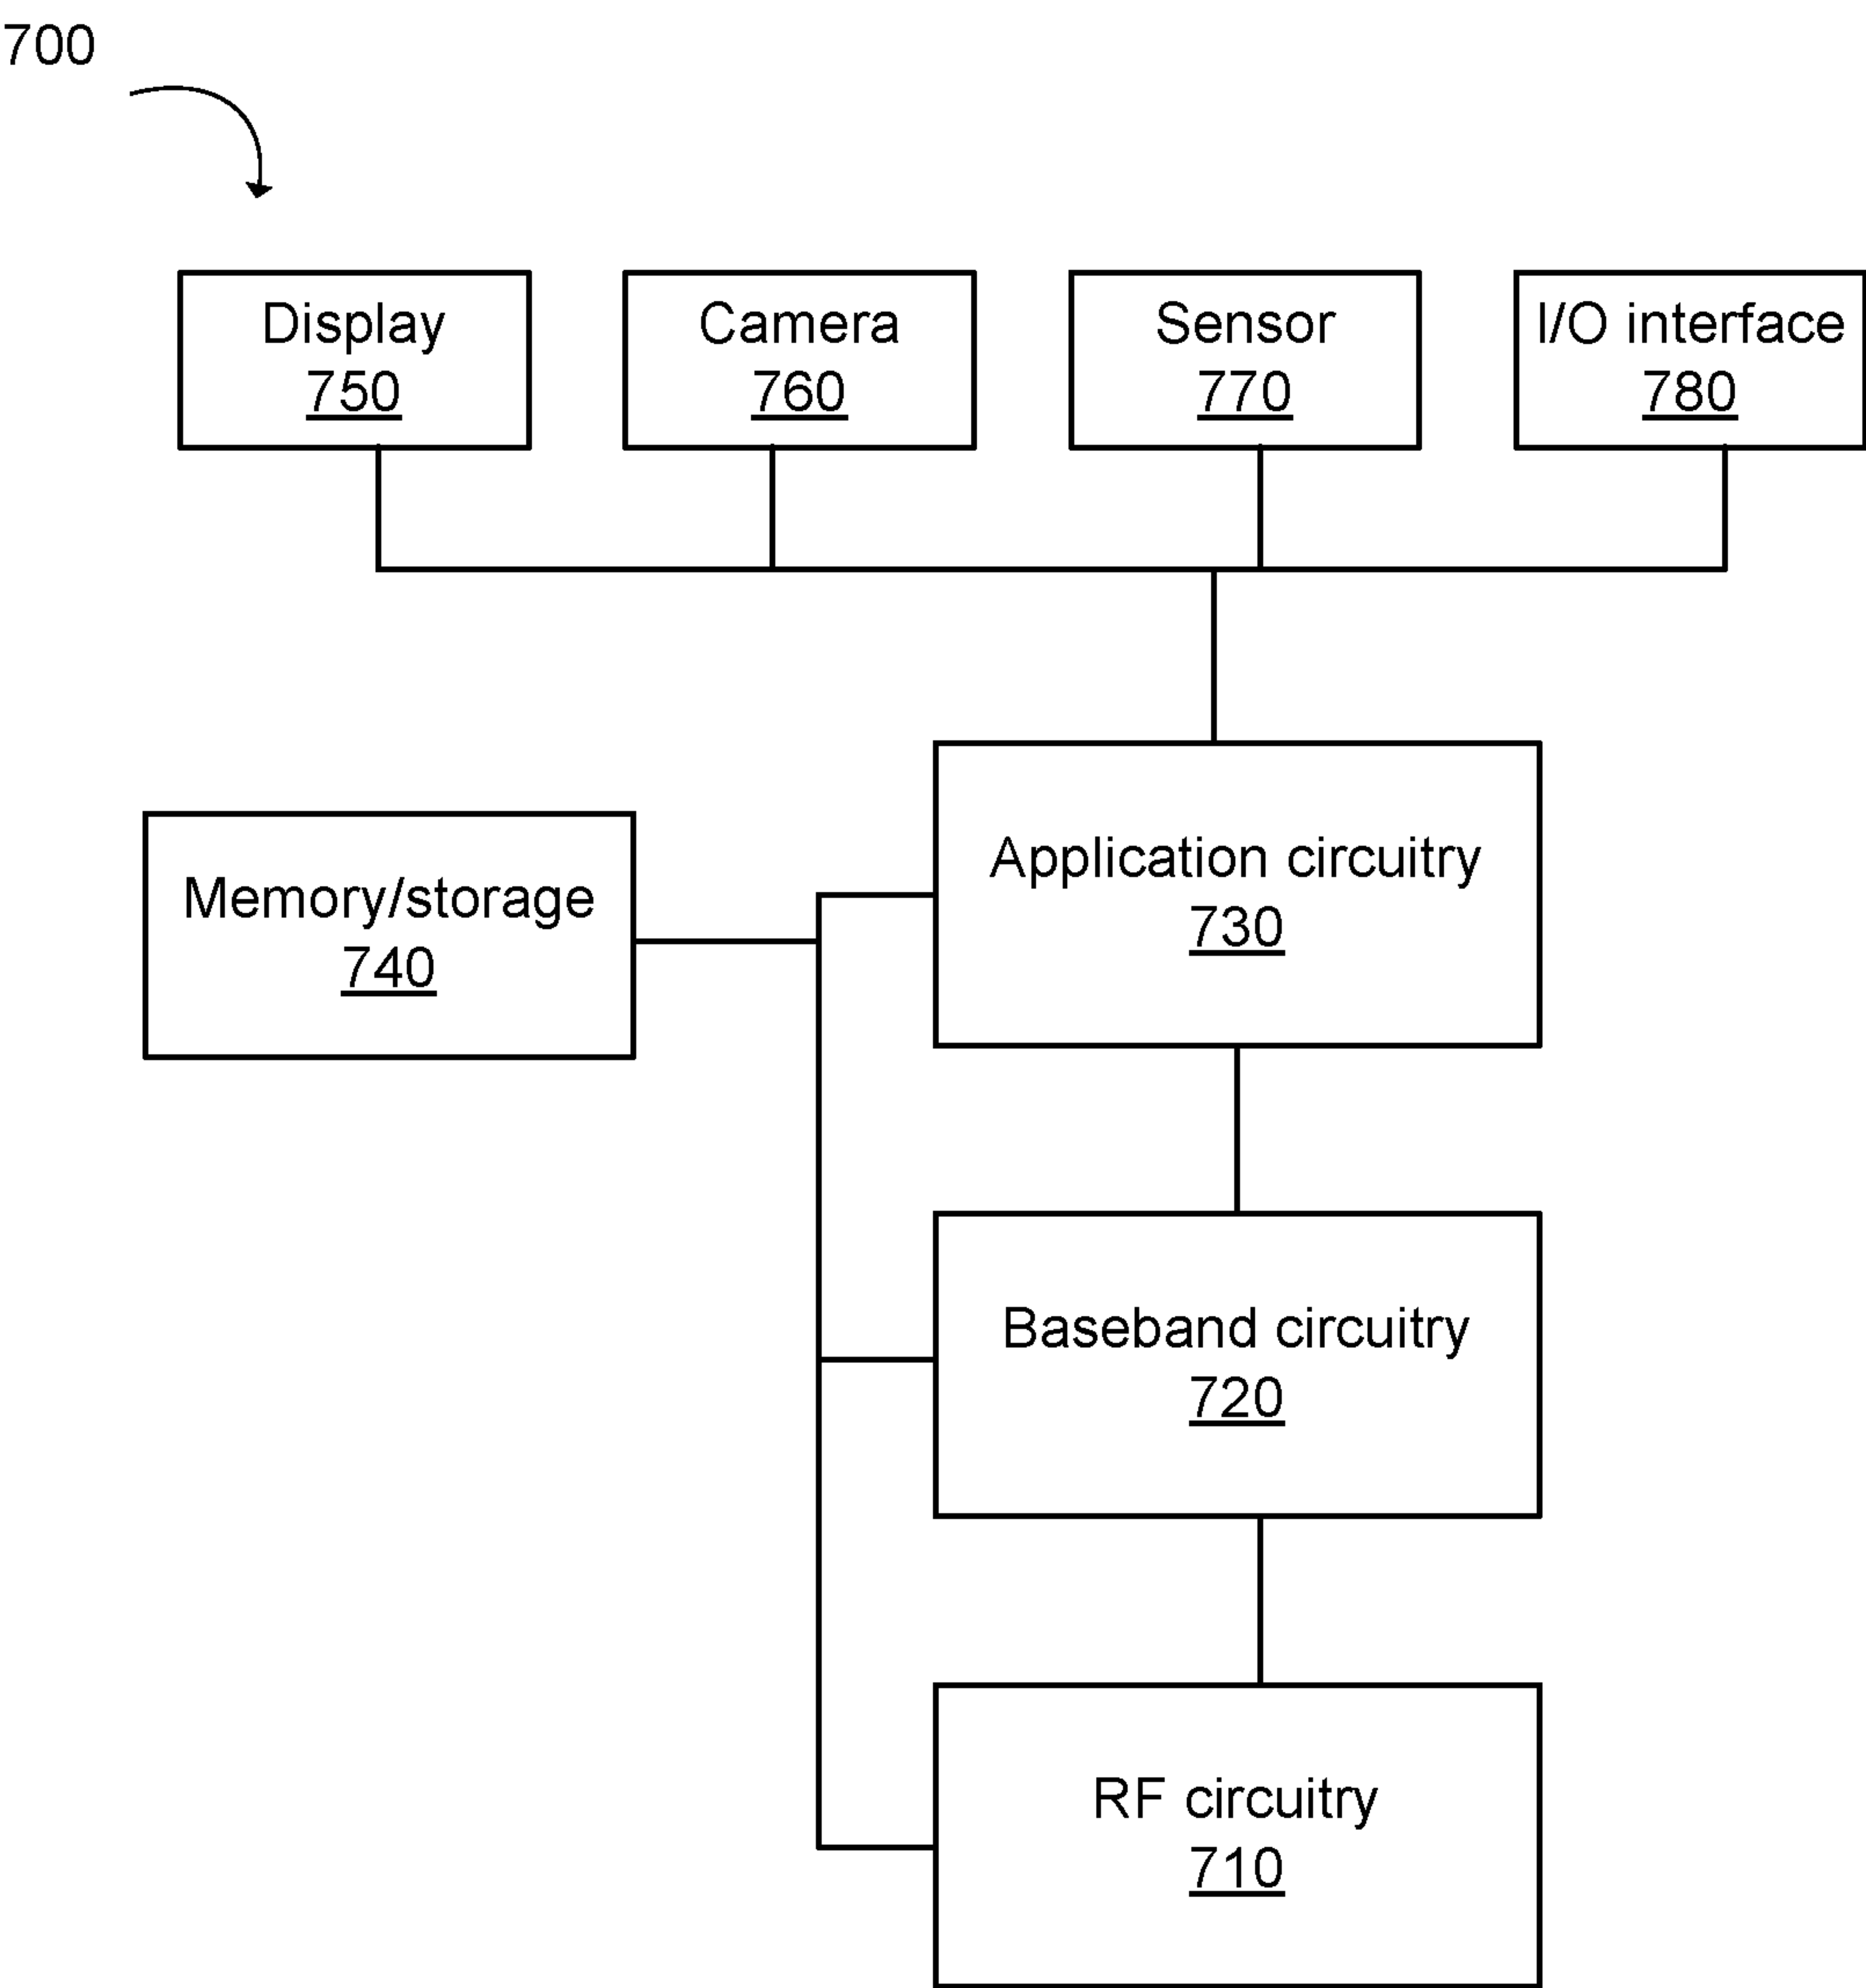 700
Display
750
Camera
760
Sensor
770
I/O interface
780
Application circuitry
730
Memory/storage
740
Baseband circuitry
720
RF circuitry
710